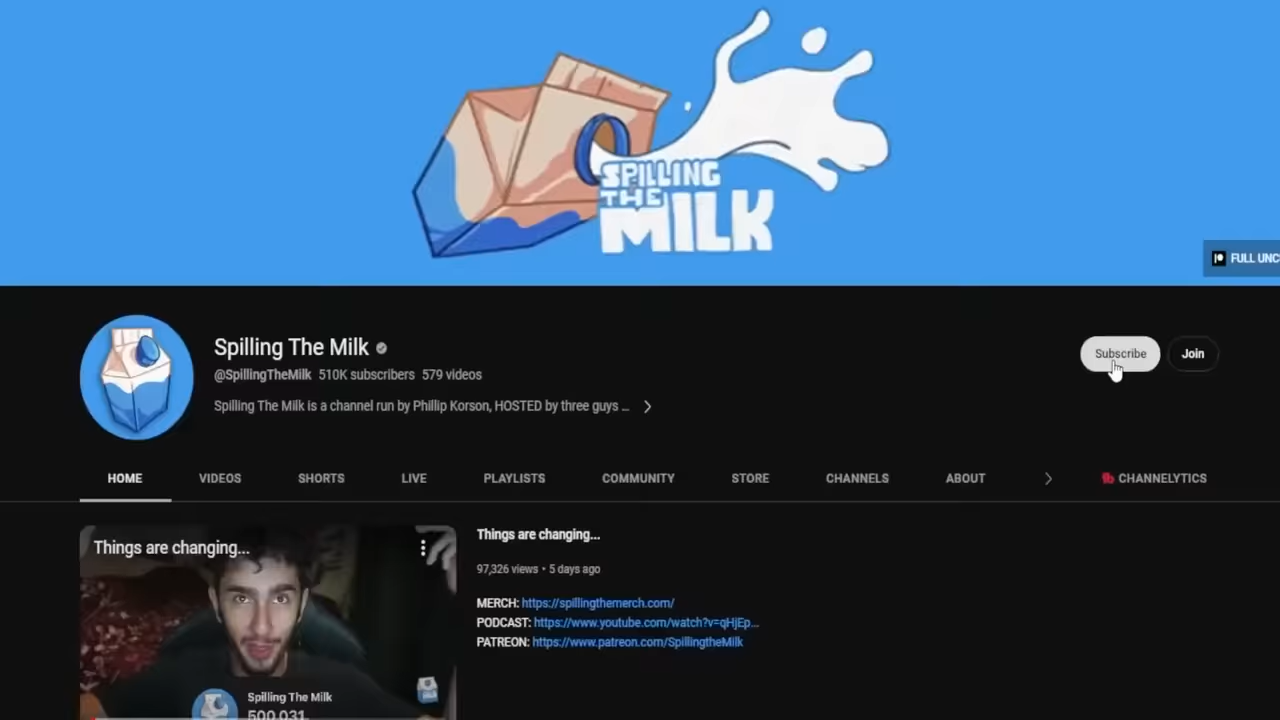 SPILLING
THE
MILK
FULL UNC
Spilling The Milk
@SpillingTheMilk 510K subscribers 579 videos
Spilling The Milk is a channel run by Phillip Korson, HOSTED by three guys ...
Subscribe
Join
HOME VIDEOS SHORTS LIVE PLAYLISTS COMMUNITY STORE CHANNELS ABOUT CHANNELYTICS
Things are changing...
Spilling The Milk
500,031
Things are changing...
97,326 views • 5 days ago
MERCH: https://spillingthemerch.com/
PODCAST: https://www.youtube.com/watch?v=qHjEp...
PATREON: https://www.patreon.com/SpillingtheMilk